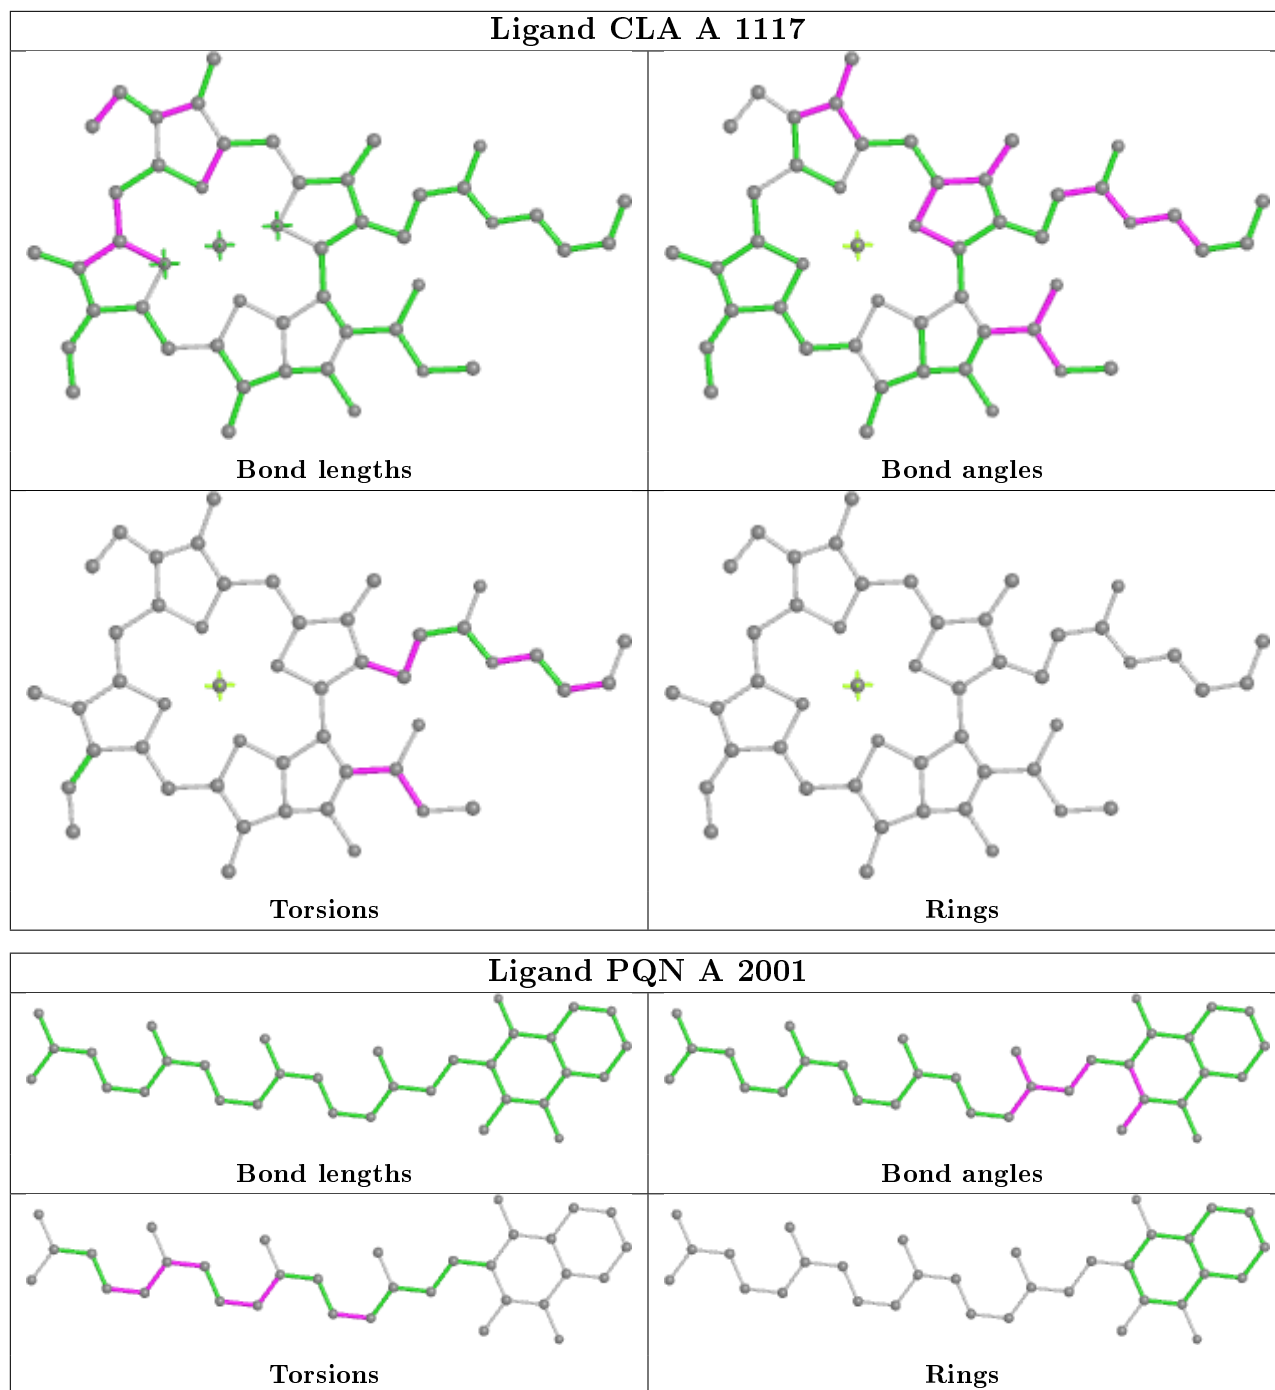 Ligand CLA A 1117
Bond lengths
Bond angles
Torsions
Rings
Ligand PQN A 2001
Bond lengths
Bond angles
Torsions
Rings